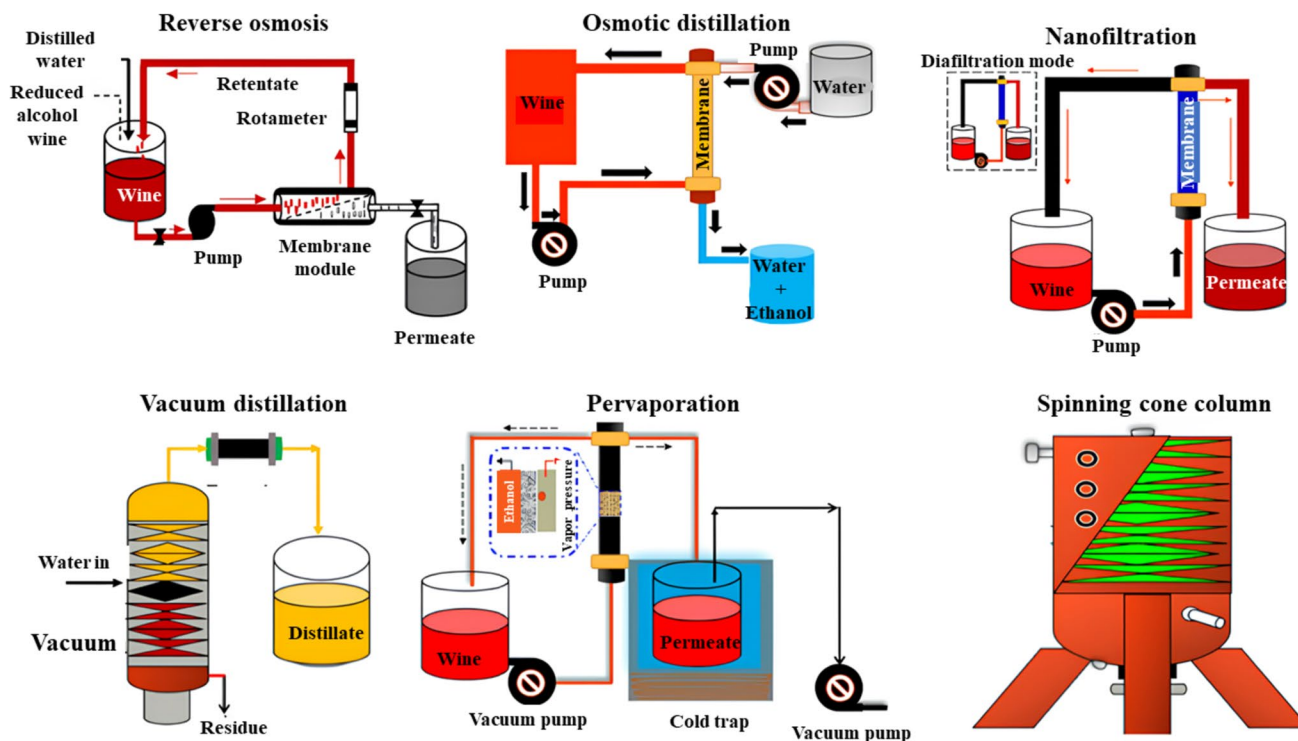 Reverse osmosis
Distilled
water
Reduced
alcohol
wine
Retentate
Rotameter
Wine
Pump
Membrane
module
Permeate
Osmotic distillation
Pump
Water
Wine
Membrane
Pump
Water
+
Ethanol
Nanofiltration
Diafiltration mode
Membrane
Wine
Permeate
Pump
Vacuum distillation
Water in
Vacuum
Distillate
Residue
Pervaporation
Ethanol
Vapor pressure
Wine
Permeate
Vacuum pump
Cold trap
Vacuum pump
Spinning cone column